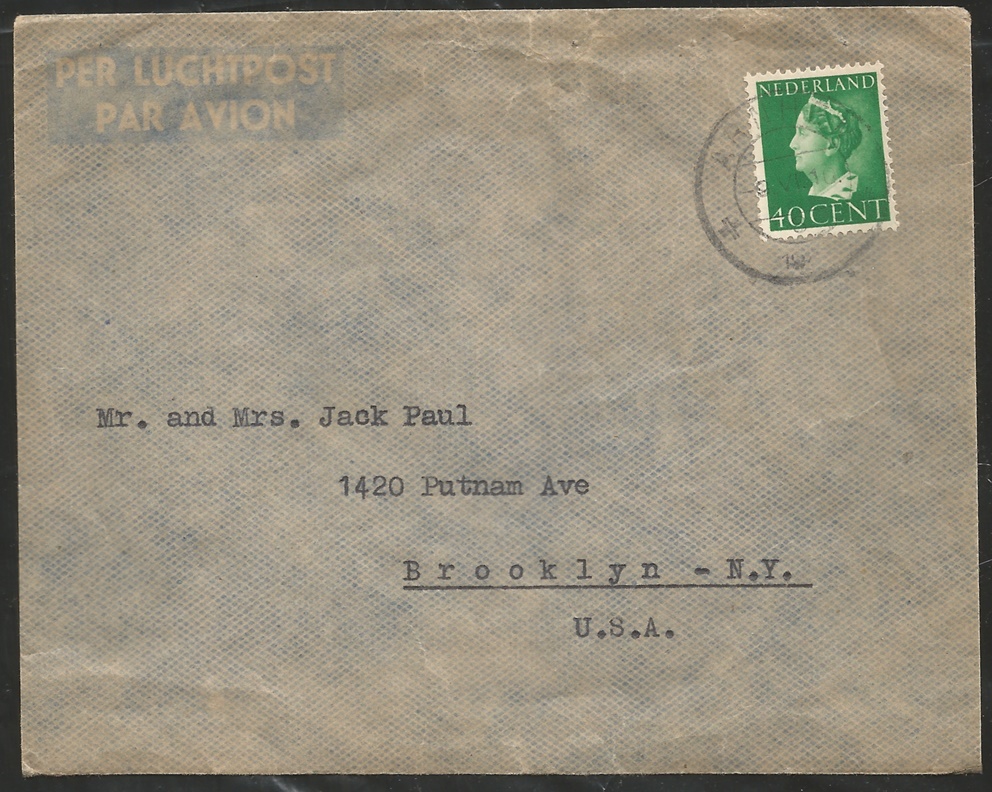 PER LUCHTPOST
PAR AVION
NEDERLAND
40 CENT
Mr. and Mrs. Jack Paul
1420 Putnam Ave
Brooklyn - N.Y.
U.S.A.